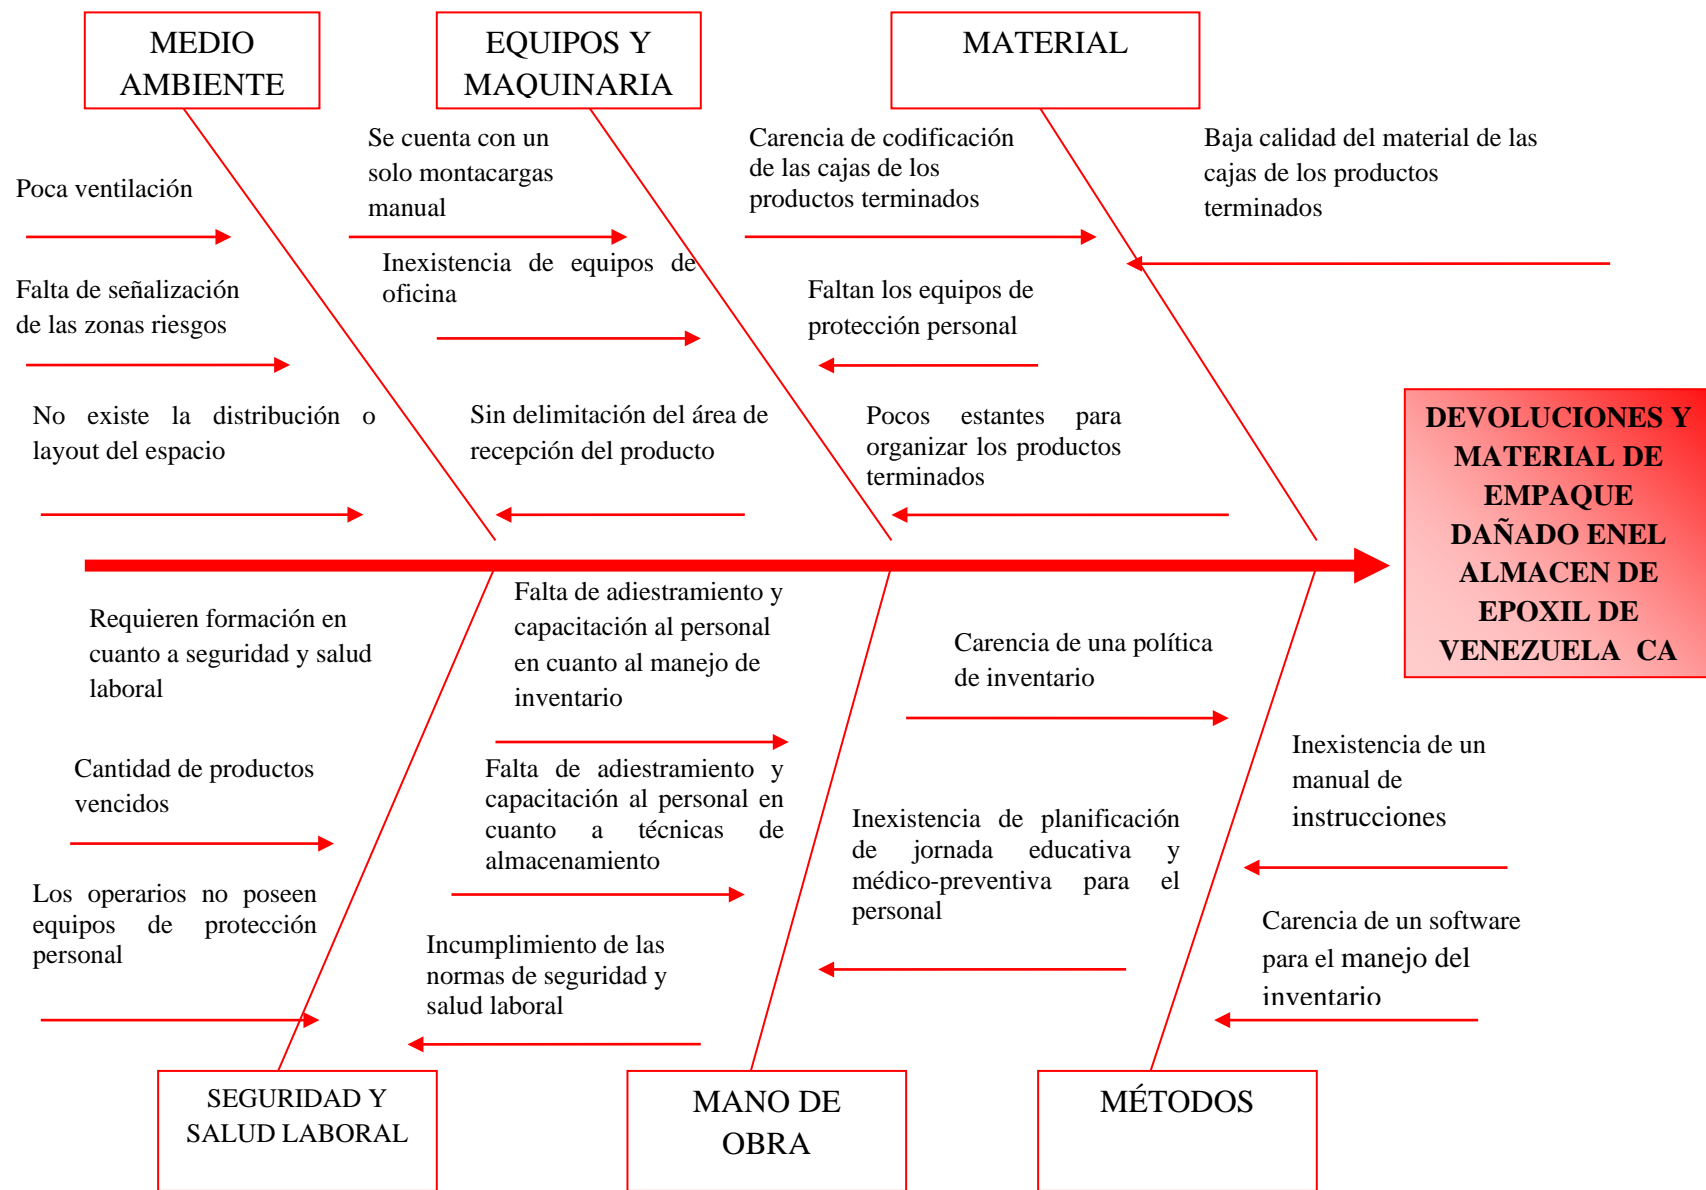 MEDIO
AMBIENTE
EQUIPOS Y
MAQUINARIA
MATERIAL
Poca ventilación
Falta de señalización
de las zonas riesgos
No existe la distribución o
layout del espacio
Se cuenta con un
solo montacargas
manual
Inexistencia de equipos de
oficina
Sin delimitación del área de
recepción del producto
Carencia de codificación
de las cajas de los
productos terminados
Faltan los equipos de
protección personal
Pocos estantes para
organizar los productos
terminados
Baja calidad del material de las
cajas de los productos
terminados
DEVOLUCIONES Y
MATERIAL DE
EMPAQUE
DAÑADO ENEL
ALMACEN DE
EPOXIL DE
VENEZUELA CA
Requieren formación en
cuanto a seguridad y salud
laboral
Cantidad de productos
vencidos
Los operarios no poseen
equipos de protección
personal
Falta de adiestramiento y
capacitación al personal
en cuanto al manejo de
inventario
Falta de adiestramiento y
capacitación al personal en
cuanto a técnicas de
almacenamiento
Incumplimiento de las
normas de seguridad y
salud laboral
Carencia de una política
de inventario
Inexistencia de planificación
de jornada educativa y
médico-preventiva para el
personal
Inexistencia de un
manual de
instrucciones
Carencia de un software
para el manejo del
inventario
SEGURIDAD Y
SALUD LABORAL
MANO DE
OBRA
MÉTODOS